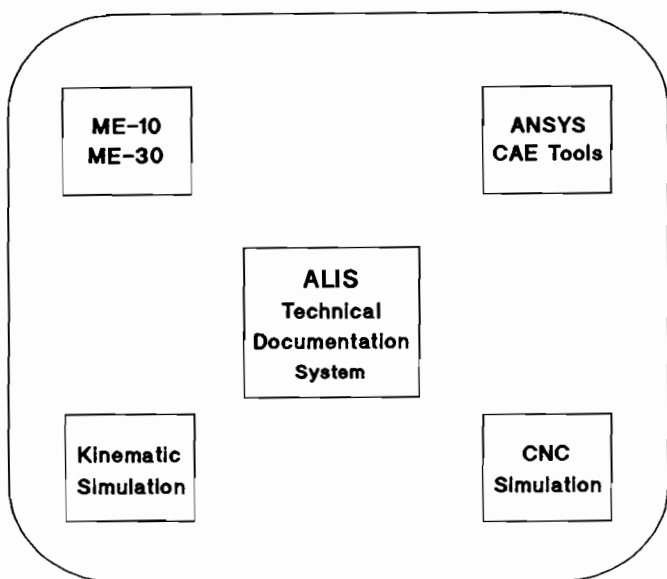 ME-10
ME-30
ANSYS
CAE Tools
ALIS
Technical
Documentation
System
Kinematic
Simulation
CNC
Simulation